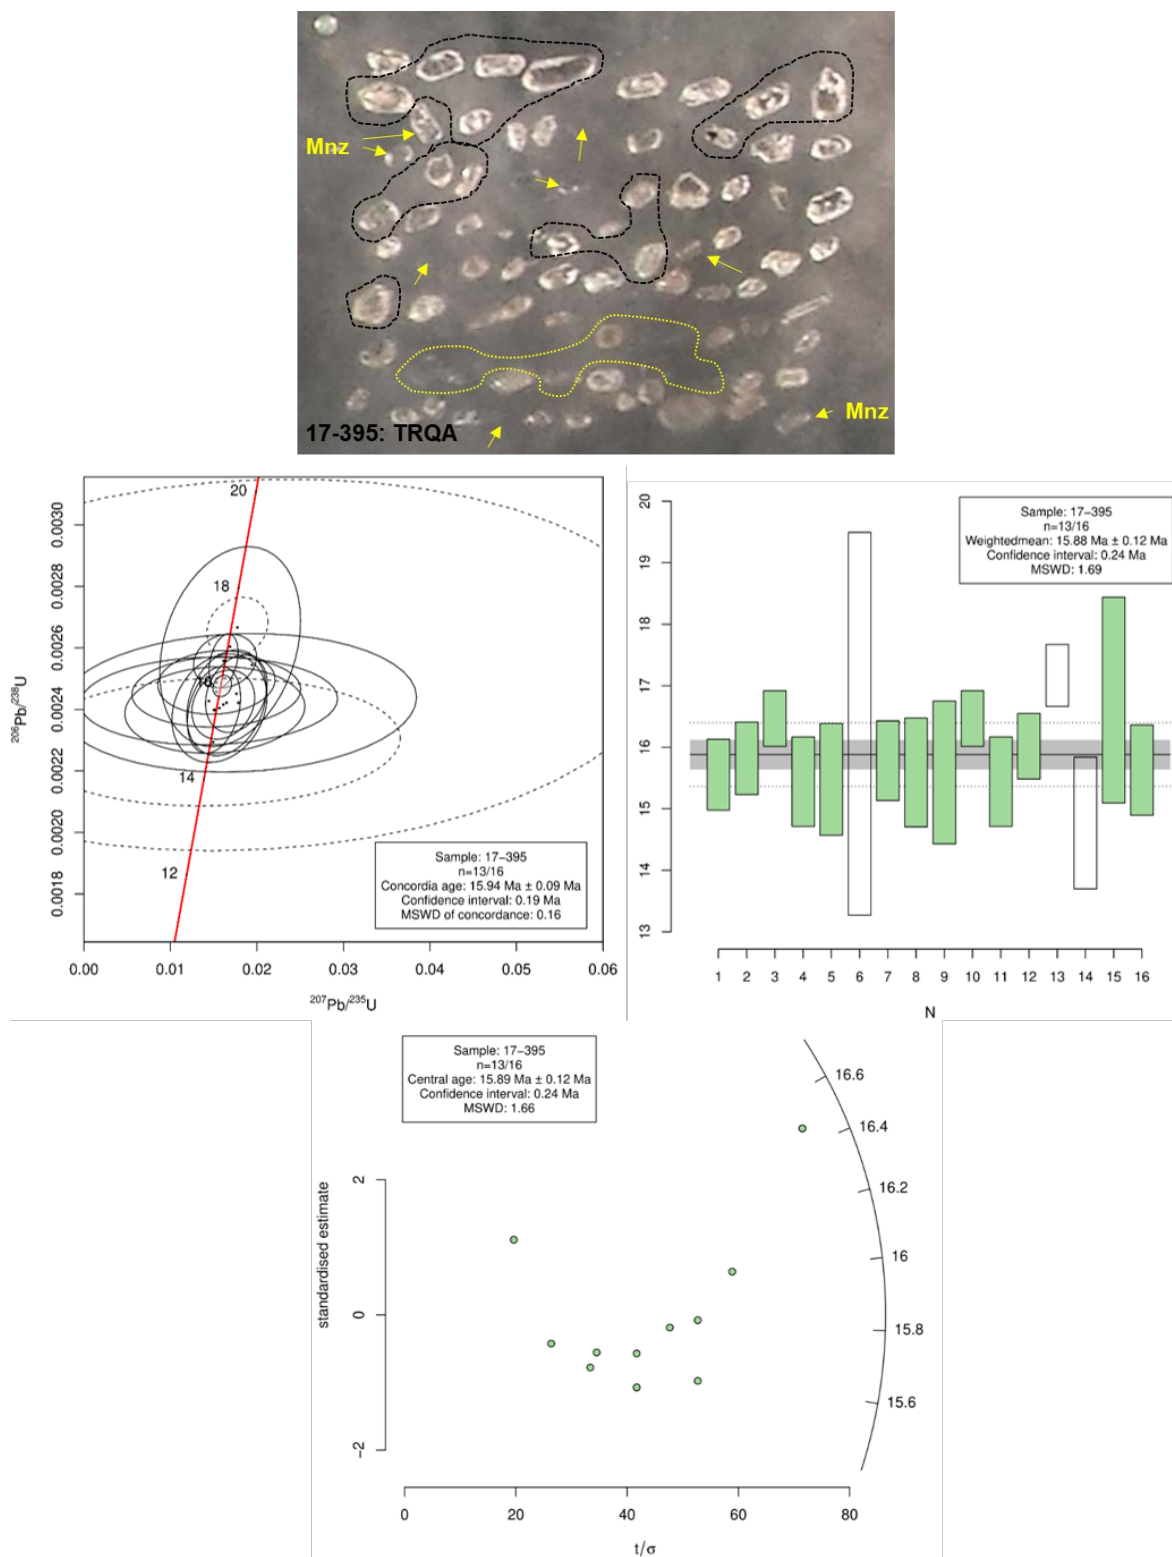 Mnz
Mnz
17-395: TRQA
206Pb/238U
0.0030
0.0028
0.0026
0.0024
0.0022
0.0020
0.0018
20
18
16
14
12
Sample: 17−395
n=13/16
Concordia age: 15.94 Ma ± 0.09 Ma
Confidence interval: 0.19 Ma
MSWD of concordance: 0.16
0.00 0.01 0.02 0.03 0.04 0.05 0.06
207Pb/235U
20
19
18
17
16
15
14
13
Sample: 17−395
n=13/16
Weightedmean: 15.88 Ma ± 0.12 Ma
Confidence interval: 0.24 Ma
MSWD: 1.69
1 2 3 4 5 6 7 8 9 10 11 12 13 14 15 16
N
Sample: 17−395
n=13/16
Central age: 15.89 Ma ± 0.12 Ma
Confidence interval: 0.24 Ma
MSWD: 1.66
16.6
16.4
16.2
16
15.8
15.6
standardised estimate
2
0
−2
0 20 40 60 80
t/σ